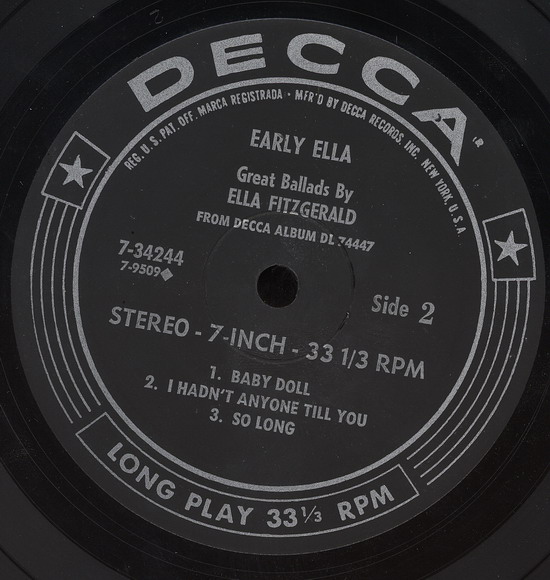 DECCA
REG. U.S. PAT. OFF. MARCA REGISTRADA • MFR'D BY DECCA RECORDS, INC., NEW YORK, U.S.A.
EARLY ELLA
Great Ballads By
ELLA FITZGERALD
FROM DECCA ALBUM DL 74447
7-34244
7-9509◆
Side 2
STEREO - 7-INCH - 33 1/3 RPM
1. BABY DOLL
2. I HADN'T ANYONE TILL YOU
3. SO LONG
LONG PLAY 33⅓ RPM